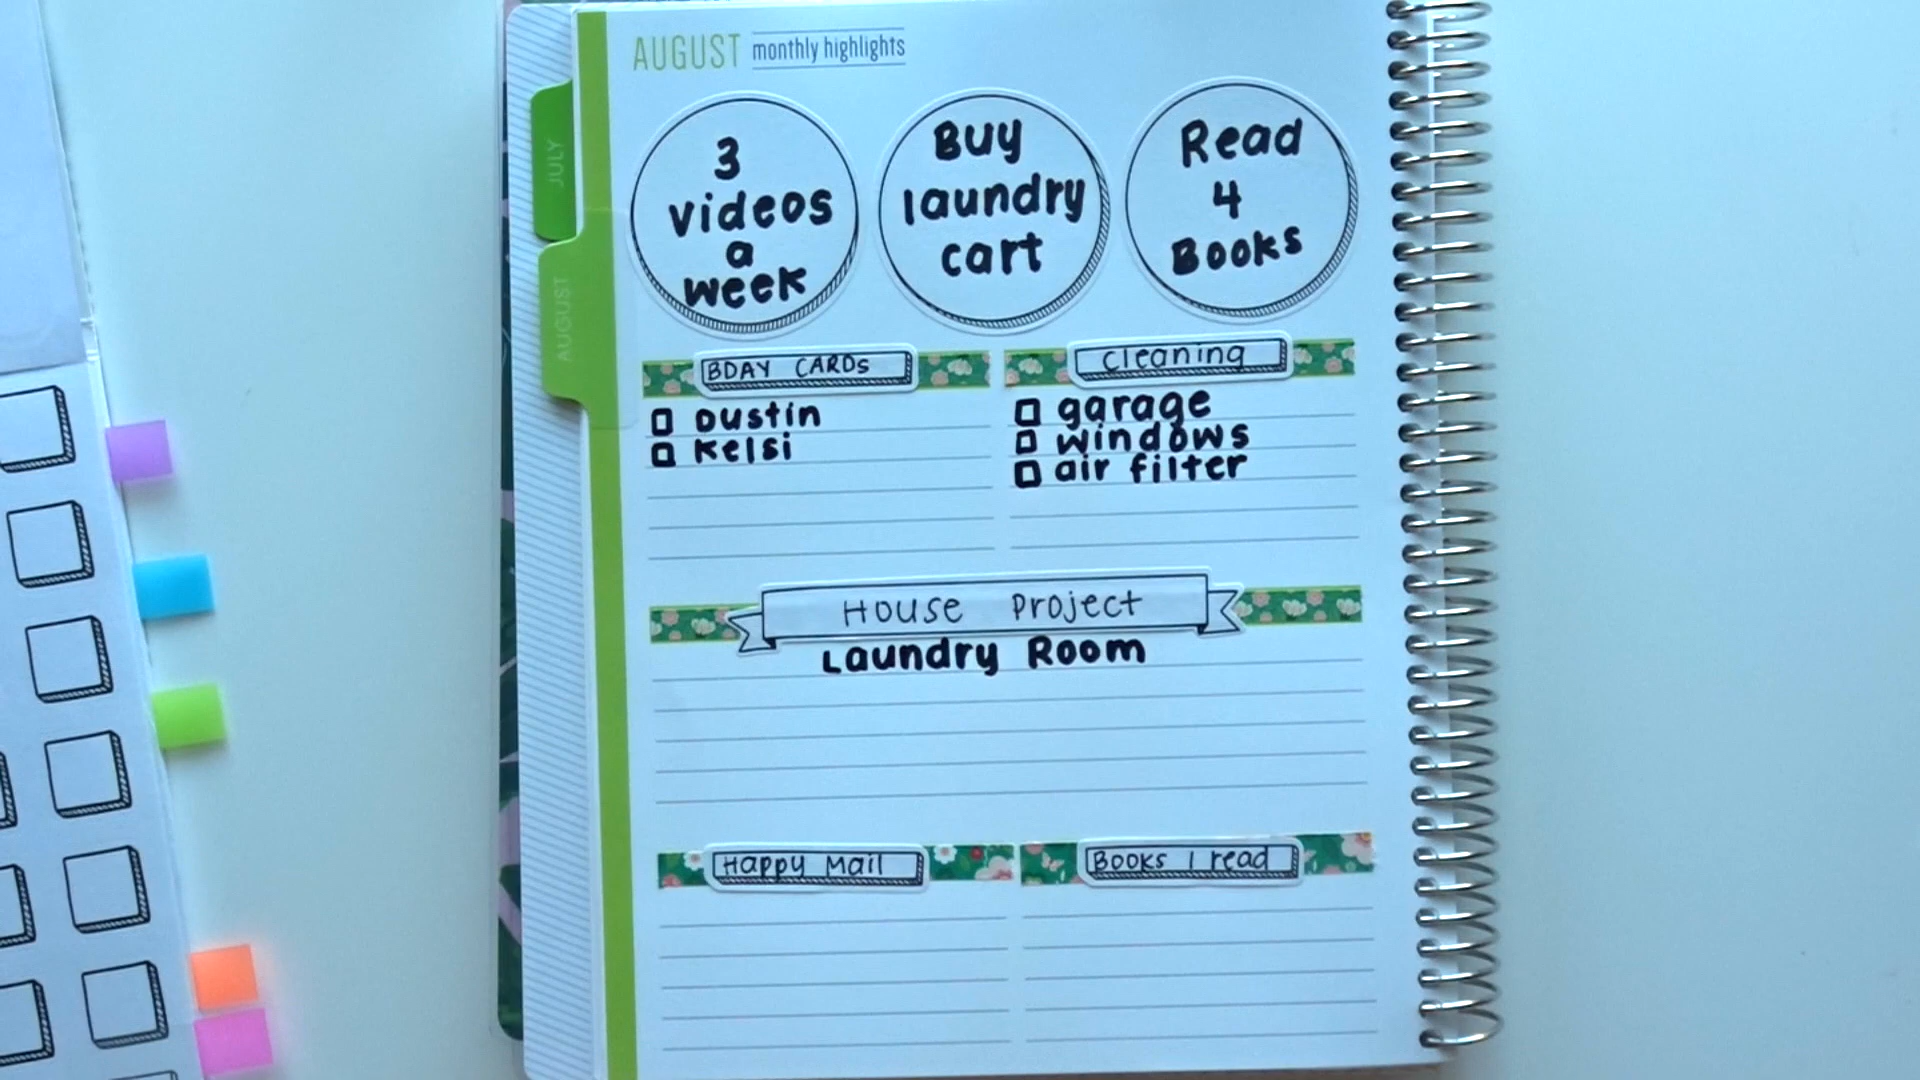 AUGUST monthly highlights
JULY
AUGUST
3
videos
a
week
Buy
laundry
cart
Read
4
Books
BDAY CARDS
Dustin
Kelsi
cleaning
garage
windows
air filter
House Project
Laundry Room
Happy Mail
Books I read